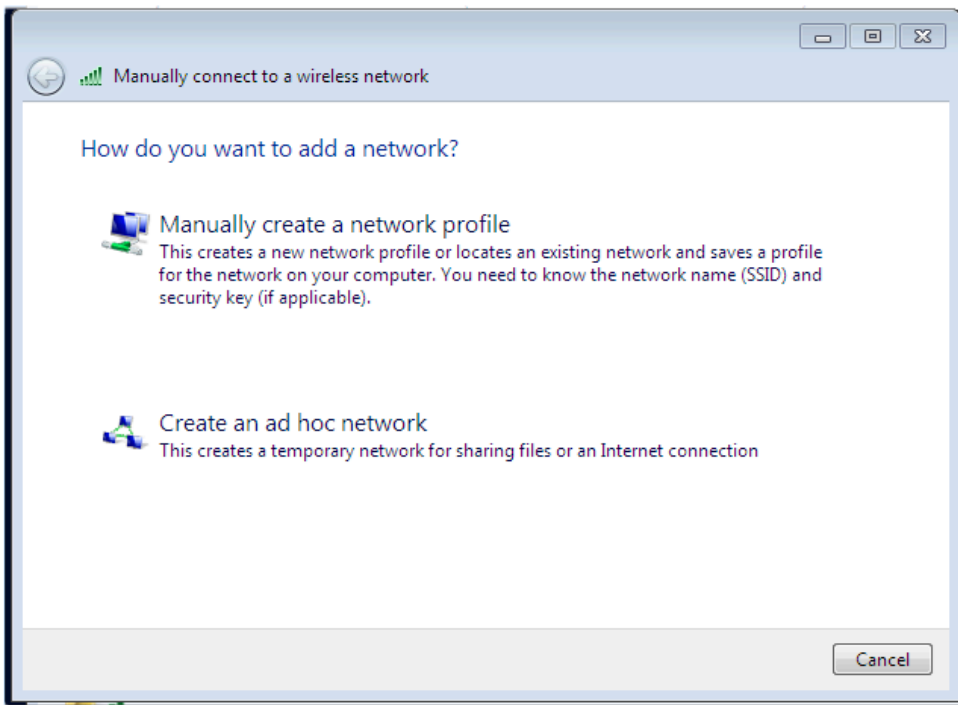 Manually connect to a wireless network
How do you want to add a network?
Manually create a network profile
This creates a new network profile or locates an existing network and saves a profile
for the network on your computer. You need to know the network name (SSID) and
security key (if applicable).
Create an ad hoc network
This creates a temporary network for sharing files or an Internet connection
Cancel